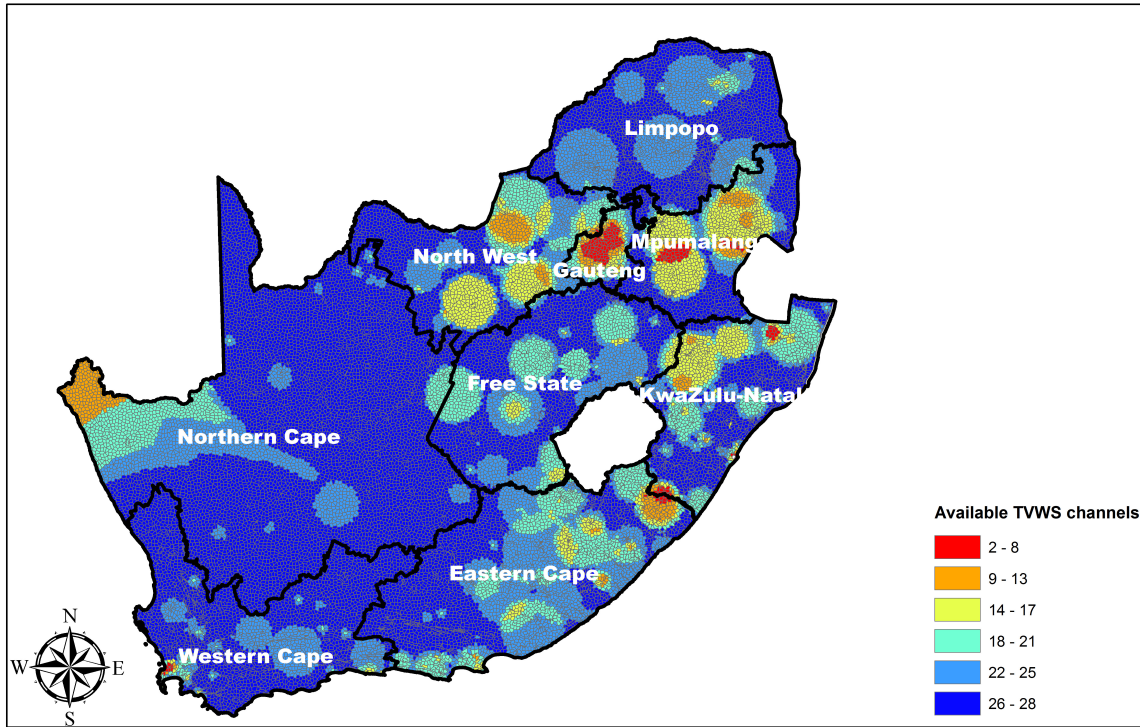 Limpopo
Mpumalang
North West
Gauteng
Free State
KwaZulu-Natal
Northern Cape
Eastern Cape
Western Cape
N
W
E
S
Available TVWS channels
2 - 8
9 - 13
14 - 17
18 - 21
22 - 25
26 - 28